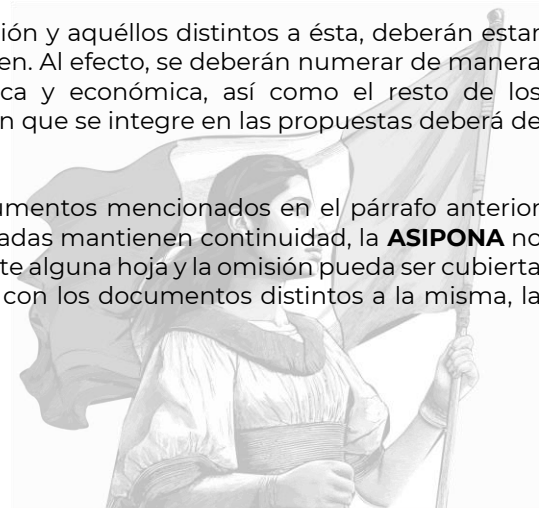 ión y aquéllos distintos a ésta, deberán estar
en. Al efecto, se deberán numerar de manera
ca y económica, así como el resto de los
n que se integre en las propuestas deberá de
umentos mencionados en el párrafo anterior
adas mantienen continuidad, la ASIPONA no
te alguna hoja y la omisión pueda ser cubierta
con los documentos distintos a la misma, la